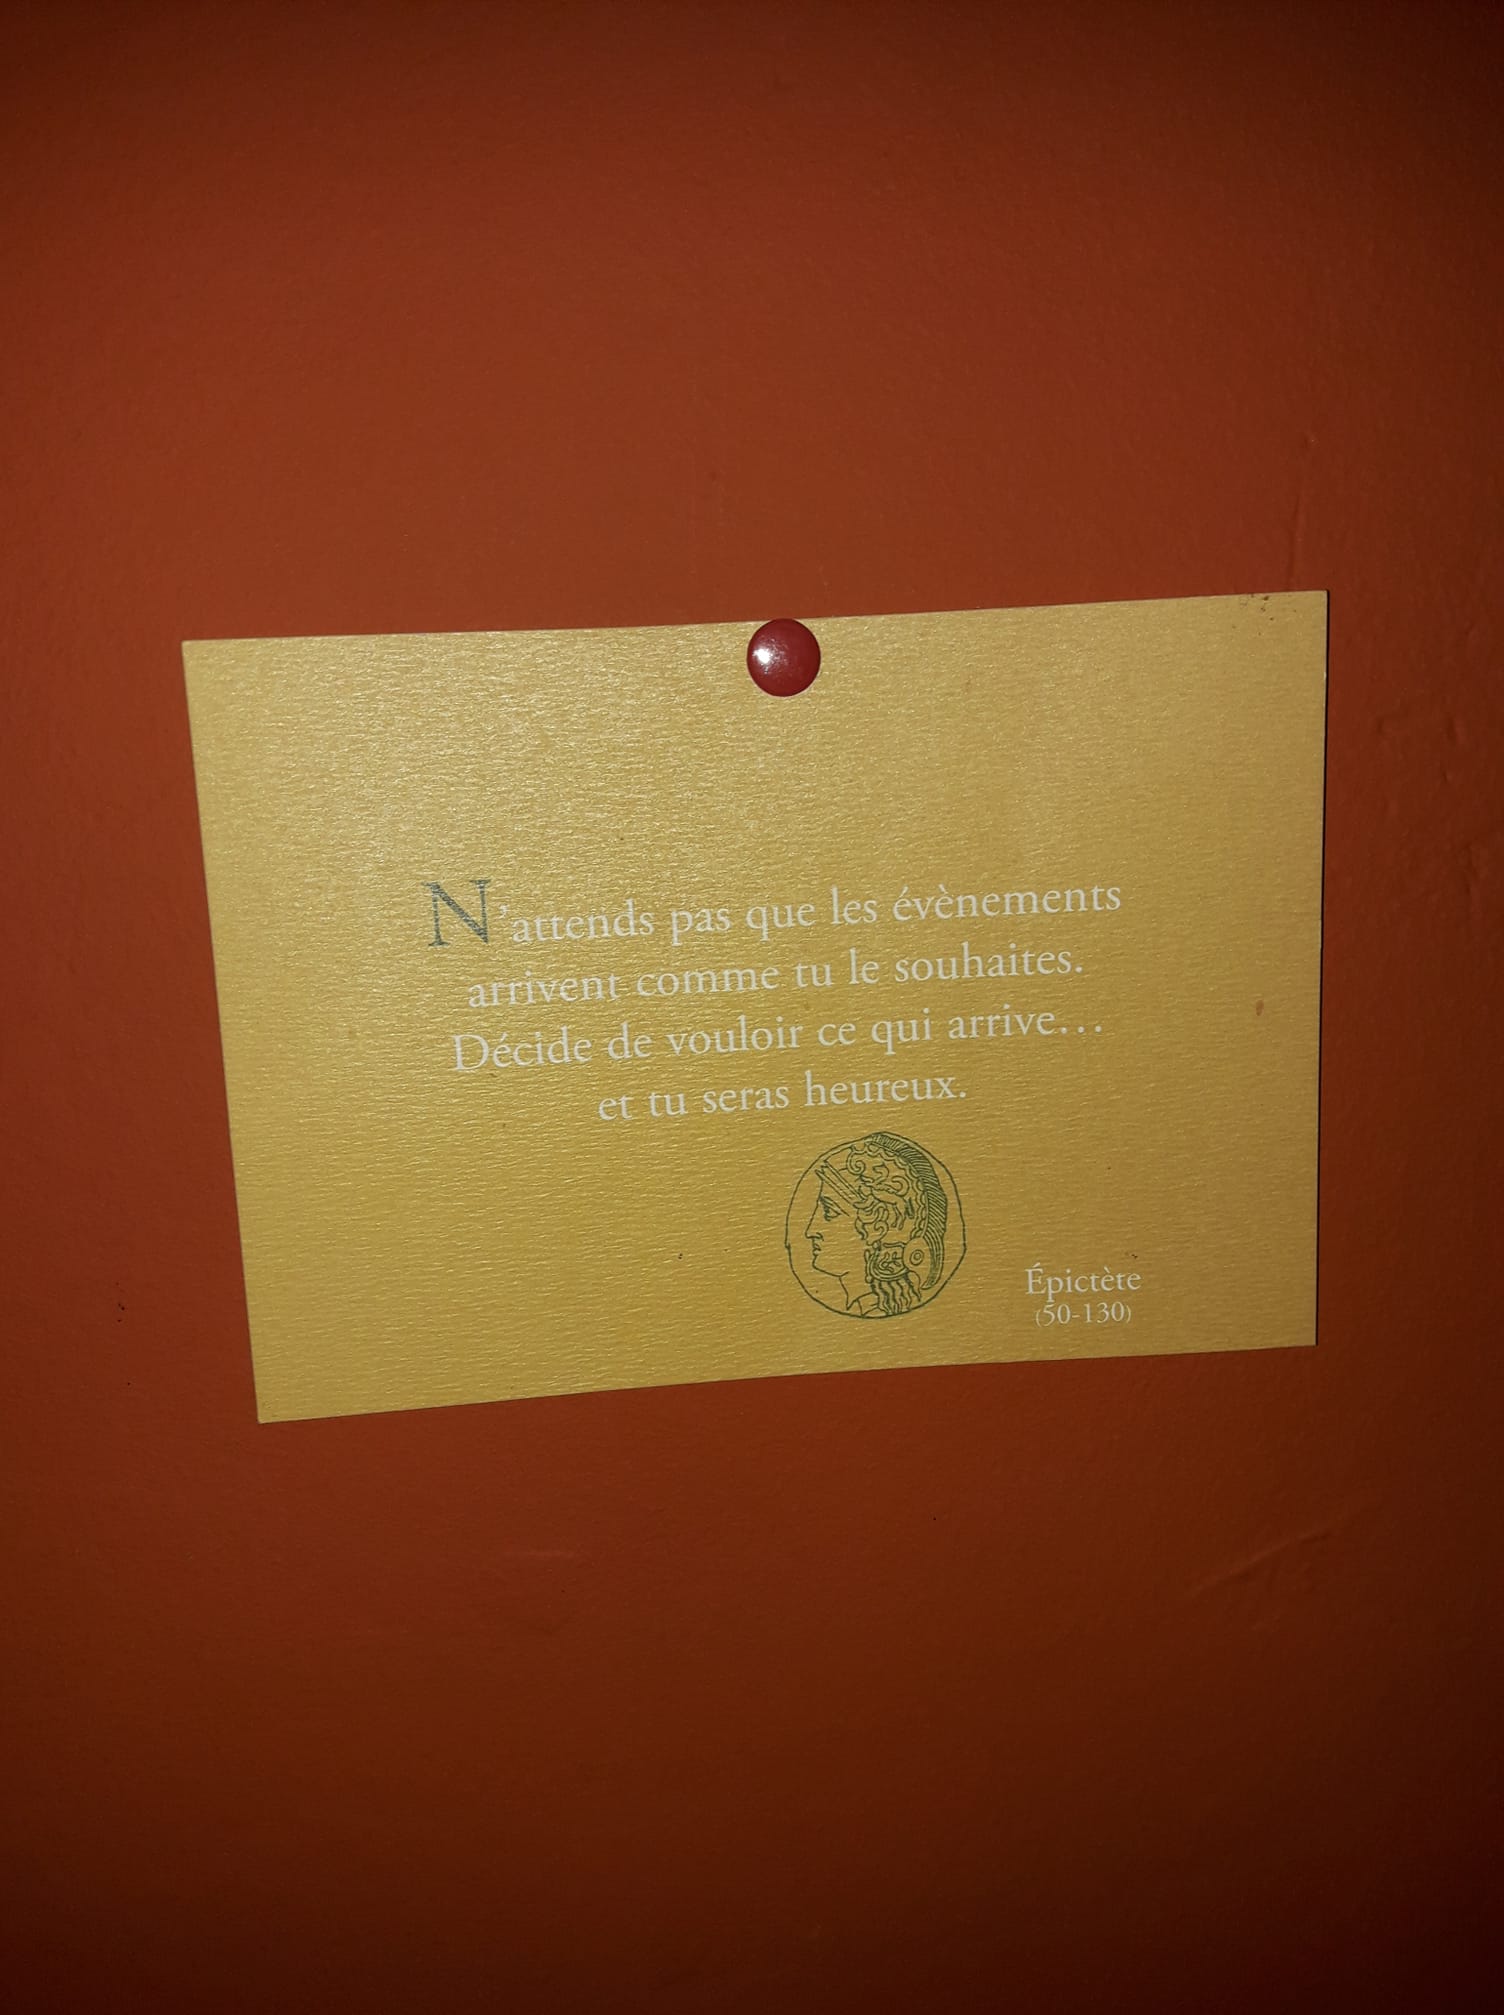 N'attends pas que les évènements
arrivent comme tu le souhaites.
Décide de vouloir ce qui arrive...
et tu seras heureux.
Épictète
(50-130)